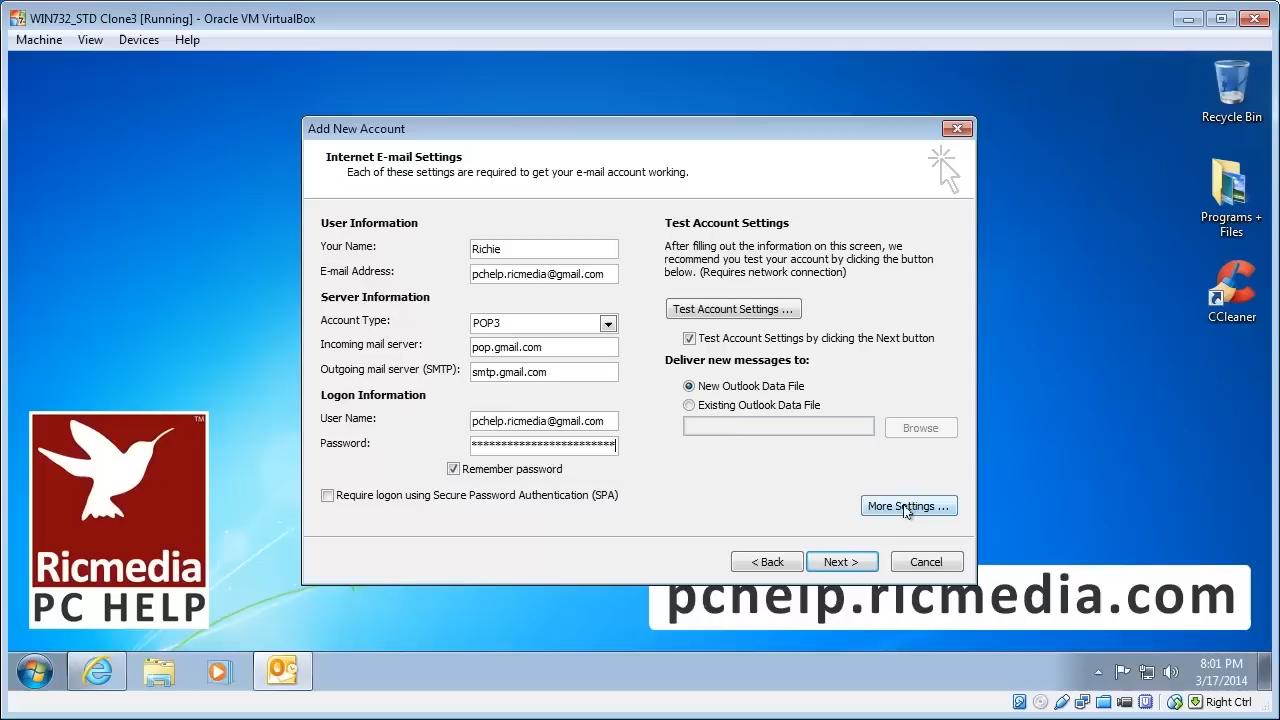 WIN732_STD Clone3 [Running] - Oracle VM VirtualBox
Machine View Devices Help
Recycle Bin
Programs +
Files
CCleaner
Add New Account
Internet E-mail Settings
Each of these settings are required to get your e-mail account working.
User Information
Your Name: Richie
E-mail Address: pchelp.ricmedia@gmail.com
Server Information
Account Type: POP3
Incoming mail server: pop.gmail.com
Outgoing mail server (SMTP): smtp.gmail.com
Logon Information
User Name: pchelp.ricmedia@gmail.com
Password: ************************
Remember password
Require logon using Secure Password Authentication (SPA)
Test Account Settings
After filling out the information on this screen, we
recommend you test your account by clicking the button
below. (Requires network connection)
Test Account Settings ...
Test Account Settings by clicking the Next button
Deliver new messages to:
New Outlook Data File
Existing Outlook Data File
Browse
More Settings ...
< Back Next > Cancel
TM
Ricmedia
PC HELP
pchelp.ricmedia.com
8:01 PM
3/17/2014
Right Ctrl